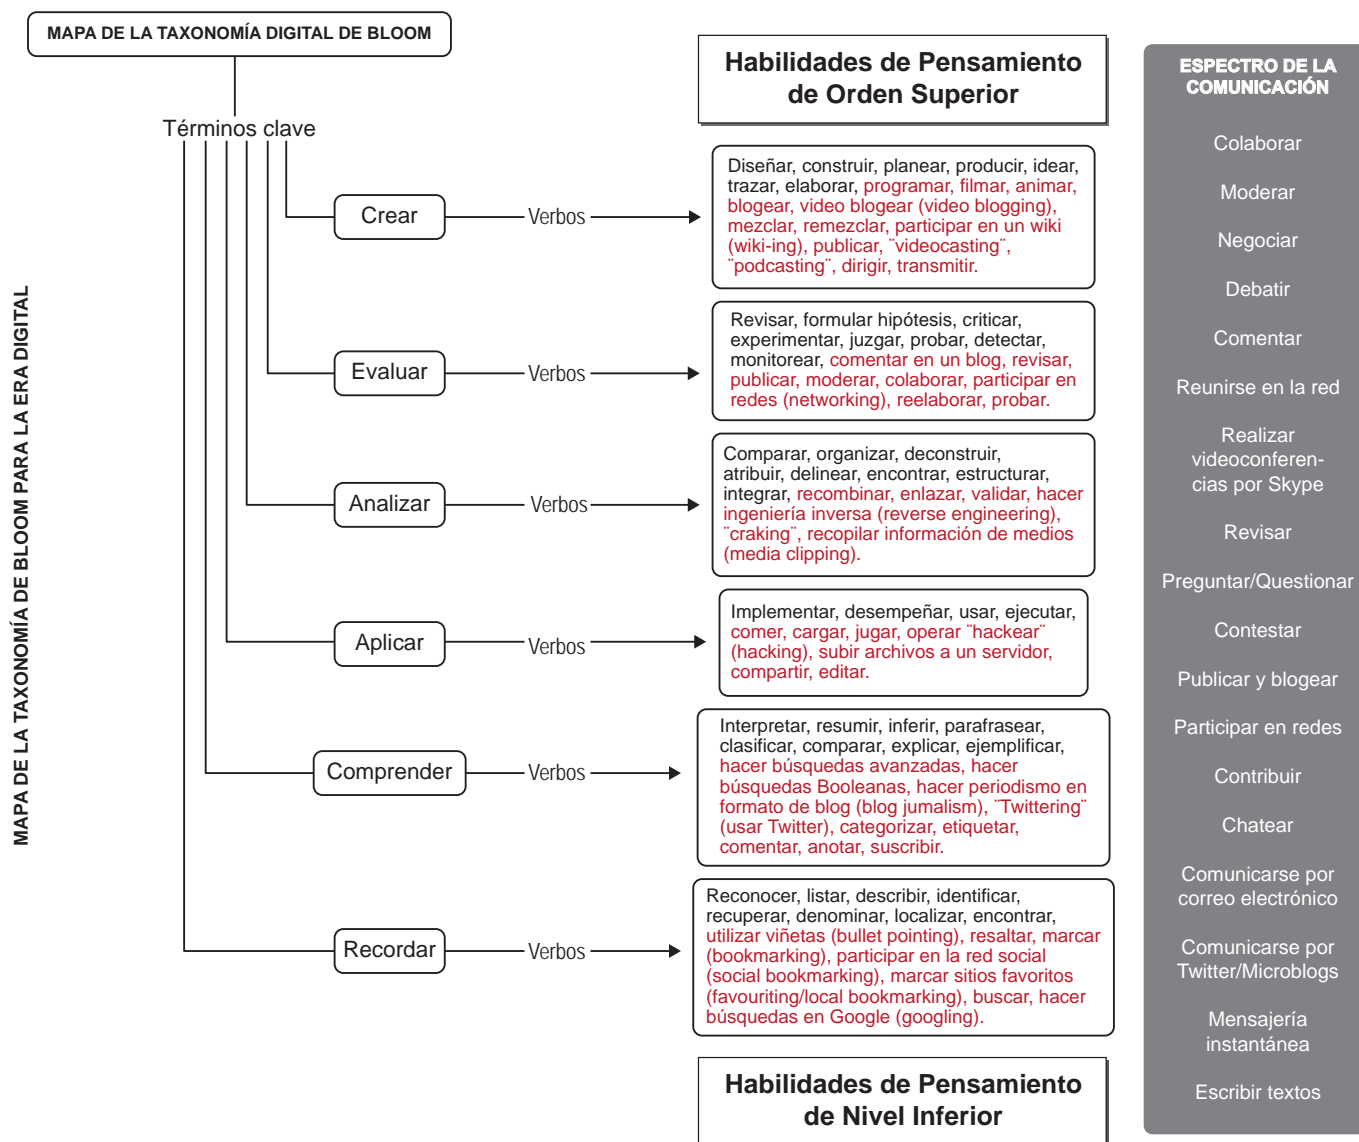 MAPA DE LA TAXONOMÍA DIGITAL DE BLOOM
Términos clave
MAPA DE LA TAXONOMÍA DE BLOOM PARA LA ERA DIGITAL
Habilidades de Pensamiento
de Orden Superior
Crear
Verbos
Diseñar, construir, planear, producir, idear,
trazar, elaborar, programar, filmar, animar,
blogear, video blogear (video blogging),
mezclar, remezclar, participar en un wiki
(wiki-ing), publicar, ¨videocasting¨,
¨podcasting¨, dirigir, transmitir.
Evaluar
Verbos
Revisar, formular hipótesis, criticar,
experimentar, juzgar, probar, detectar,
monitorear, comentar en un blog, revisar,
publicar, moderar, colaborar, participar en
redes (networking), reelaborar, probar.
Analizar
Verbos
Comparar, organizar, deconstruir,
atribuir, delinear, encontrar, estructurar,
integrar, recombinar, enlazar, validar, hacer
ingeniería inversa (reverse engineering),
¨craking¨, recopilar información de medios
(media clipping).
Aplicar
Verbos
Implementar, desempeñar, usar, ejecutar,
comer, cargar, jugar, operar ¨hackear¨
(hacking), subir archivos a un servidor,
compartir, editar.
Comprender
Verbos
Interpretar, resumir, inferir, parafrasear,
clasificar, comparar, explicar, ejemplificar,
hacer búsquedas avanzadas, hacer
búsquedas Booleanas, hacer periodismo en
formato de blog (blog jumalism), ¨Twittering¨
(usar Twitter), categorizar, etiquetar,
comentar, anotar, suscribir.
Recordar
Verbos
Reconocer, listar, describir, identificar,
recuperar, denominar, localizar, encontrar,
utilizar viñetas (bullet pointing), resaltar, marcar
(bookmarking), participar en la red social
(social bookmarking), marcar sitios favoritos
(favouriting/local bookmarking), buscar, hacer
búsquedas en Google (googling).
Habilidades de Pensamiento
de Nivel Inferior
ESPECTRO DE LA
COMUNICACIÓN
Colaborar
Moderar
Negociar
Debatir
Comentar
Reunirse en la red
Realizar
videoconferen-
cias por Skype
Revisar
Preguntar/Questionar
Contestar
Publicar y blogear
Participar en redes
Contribuir
Chatear
Comunicarse por
correo electrónico
Comunicarse por
Twitter/Microblogs
Mensajería
instantánea
Escribir textos